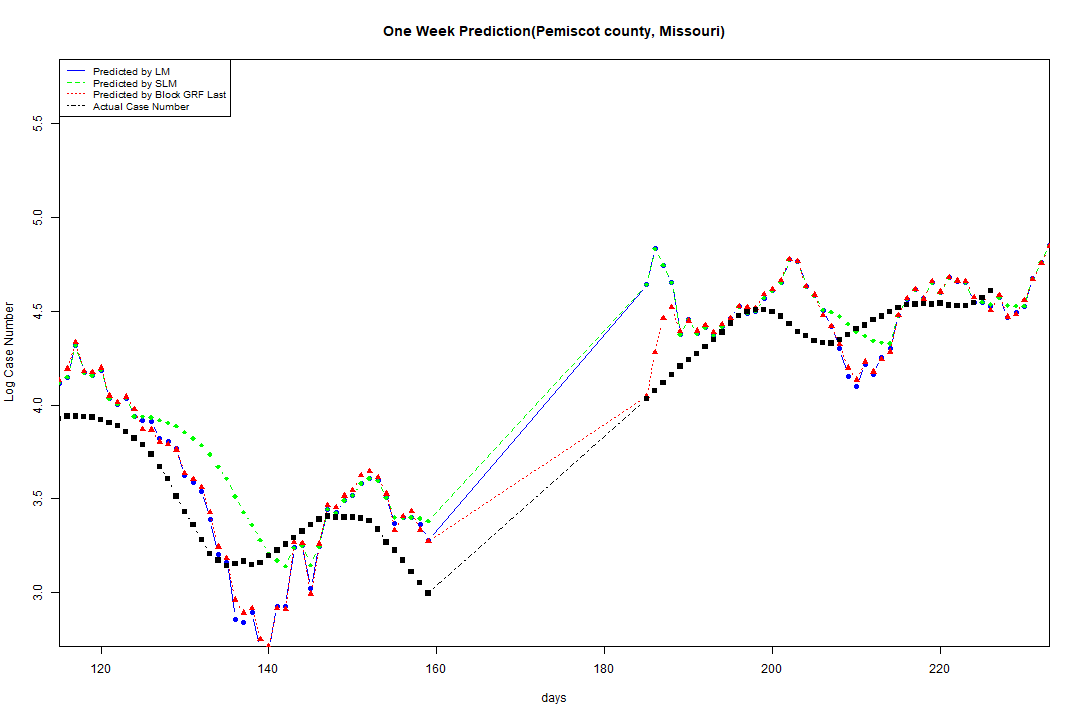 One Week Prediction(Pemiscot county, Missouri)
Predicted by LM
Predicted by SLM
Predicted by Block GRF Last
Actual Case Number
Log Case Number
5.5
5.0
4.5
4.0
3.5
3.0
120 140 160 180 200 220
days